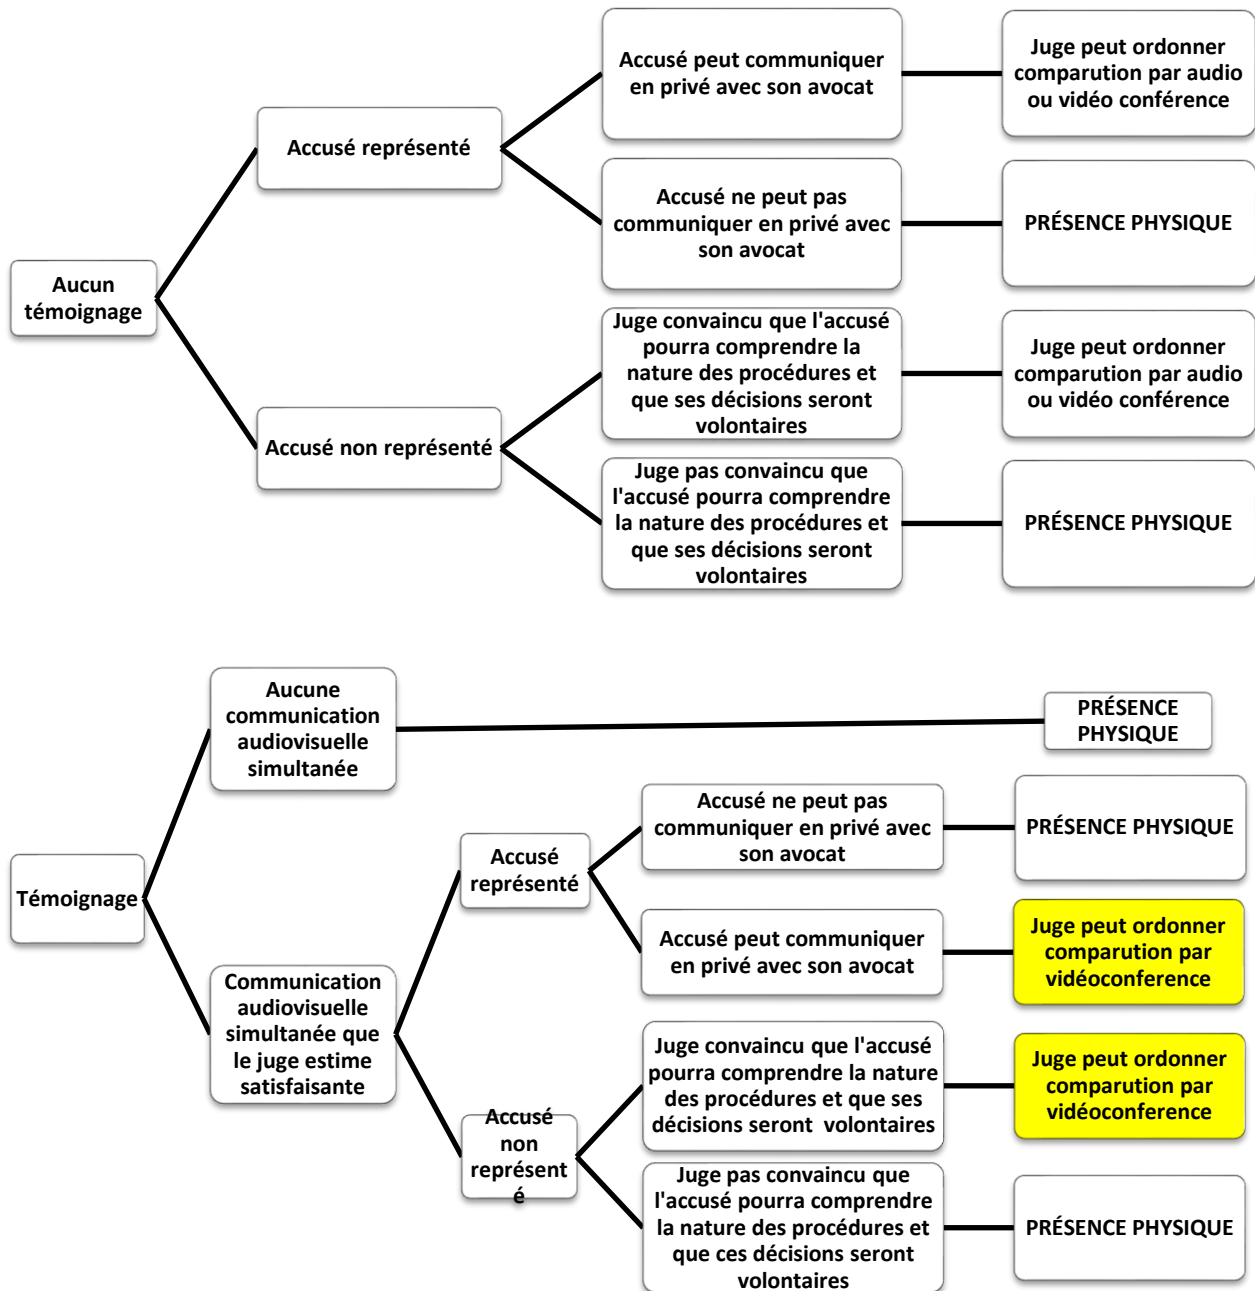 Aucun
témoignage
Accusé représenté
Accusé peut communiquer
en privé avec son avocat
Juge peut ordonner
comparution par audio
ou vidéo conférence
Accusé ne peut pas
communiquer en privé avec
son avocat
PRÉSENCE PHYSIQUE
Accusé non représenté
Juge convaincu que l'accusé
pourra comprendre la
nature des procédures et
que ses décisions seront
volontaires
Juge peut ordonner
comparution par audio
ou vidéo conférence
Juge pas convaincu que
l'accusé pourra comprendre
la nature des procédures et
que ses décisions seront
volontaires
PRÉSENCE PHYSIQUE
Témoignage
Aucune
communication
audiovisuelle
simultanée
PRÉSENCE
PHYSIQUE
Communication
audiovisuelle
simultanée que
le juge estime
satisfaisante
Accusé
représenté
Accusé ne peut pas
communiquer en privé avec
son avocat
PRÉSENCE PHYSIQUE
Accusé peut communiquer
en privé avec son avocat
Juge peut ordonner
comparution par
vidéoconference
Accusé
non
représent
é
Juge convaincu que l'accusé
pourra comprendre la nature
des procédures et que ses
décisions seront volontaires
Juge peut ordonner
comparution par
vidéoconference
Juge pas convaincu que
l'accusé pourra comprendre
la nature des procédures et
que ces décisions seront
volontaires
PRÉSENCE PHYSIQUE